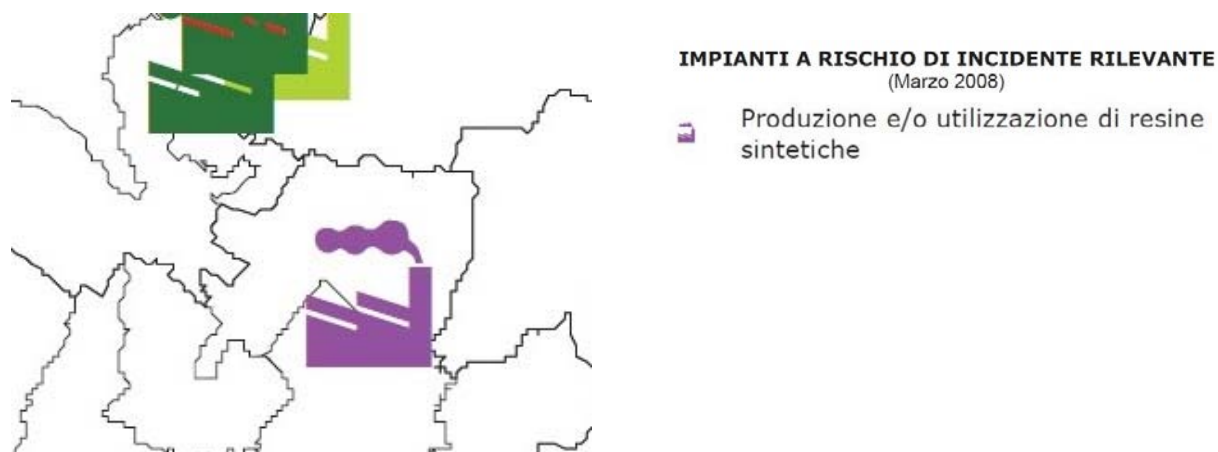 IMPIANTI A RISCHIO DI INCIDENTE RILEVANTE
(Marzo 2008)
Produzione e/o utilizzazione di resine
sintetiche